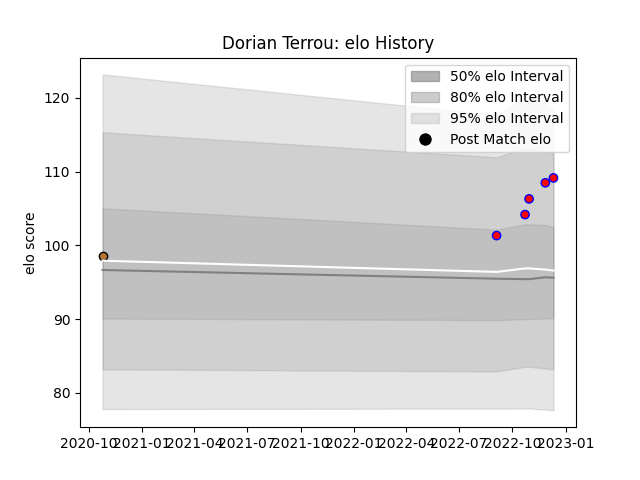 Dorian Terrou: elo History
50% elo Interval
80% elo Interval
95% elo Interval
Post Match elo
elo score
120
110
100
90
80
2020-10 2021-01 2021-04 2021-07 2021-10 2022-01 2022-04 2022-07 2022-10 2023-01